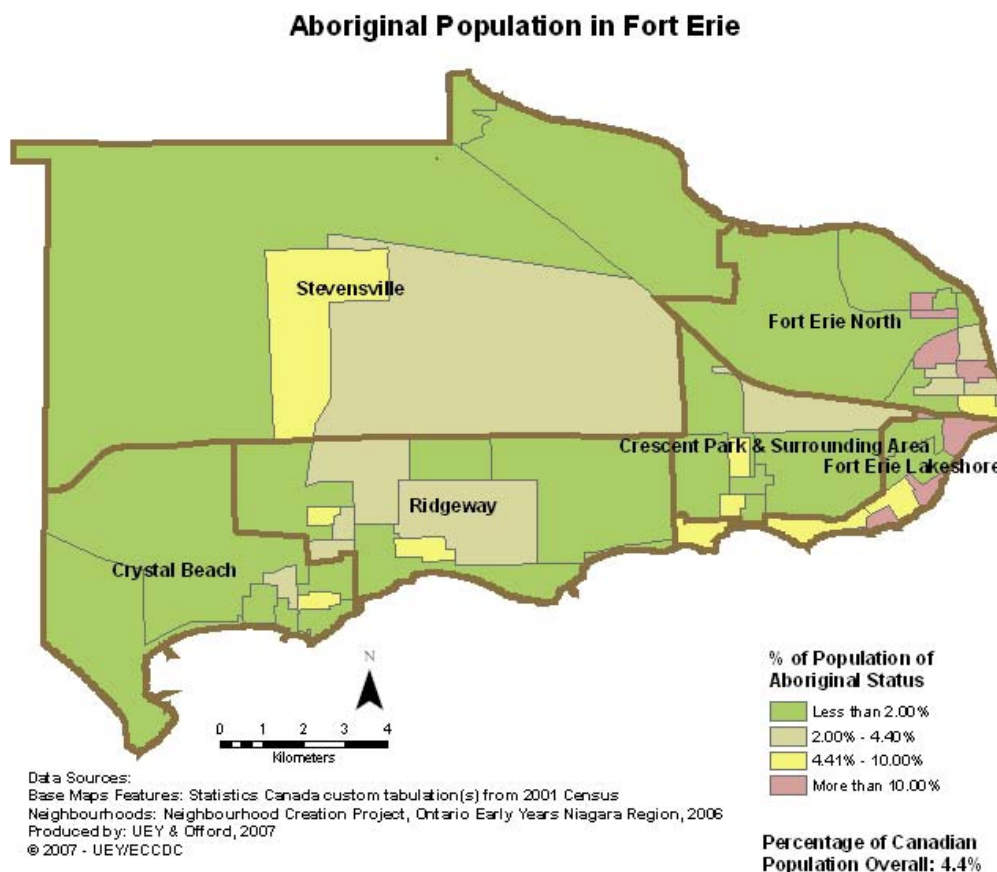 Aboriginal Population in Fort Erie
Stevensville
Fort Erie North
Crescent Park & Surrounding Area
Fort Erie Lakeshore
Ridgeway
Crystal Beach
N
0 1 2 3 4
Kilometers
% of Population of
Aboriginal Status
Less than 2.00%
2.00% - 4.40%
4.41% - 10.00%
More than 10.00%
Data Sources:
Base Maps Features: Statistics Canada custom tabulation(s) from 2001 Census
Neighbourhoods: Neighbourhood Creation Project, Ontario Early Years Niagara Region, 2006
Produced by: UEY & Offord, 2007
© 2007 - UEY/ECCDC
Percentage of Canadian
Population Overall: 4.4%